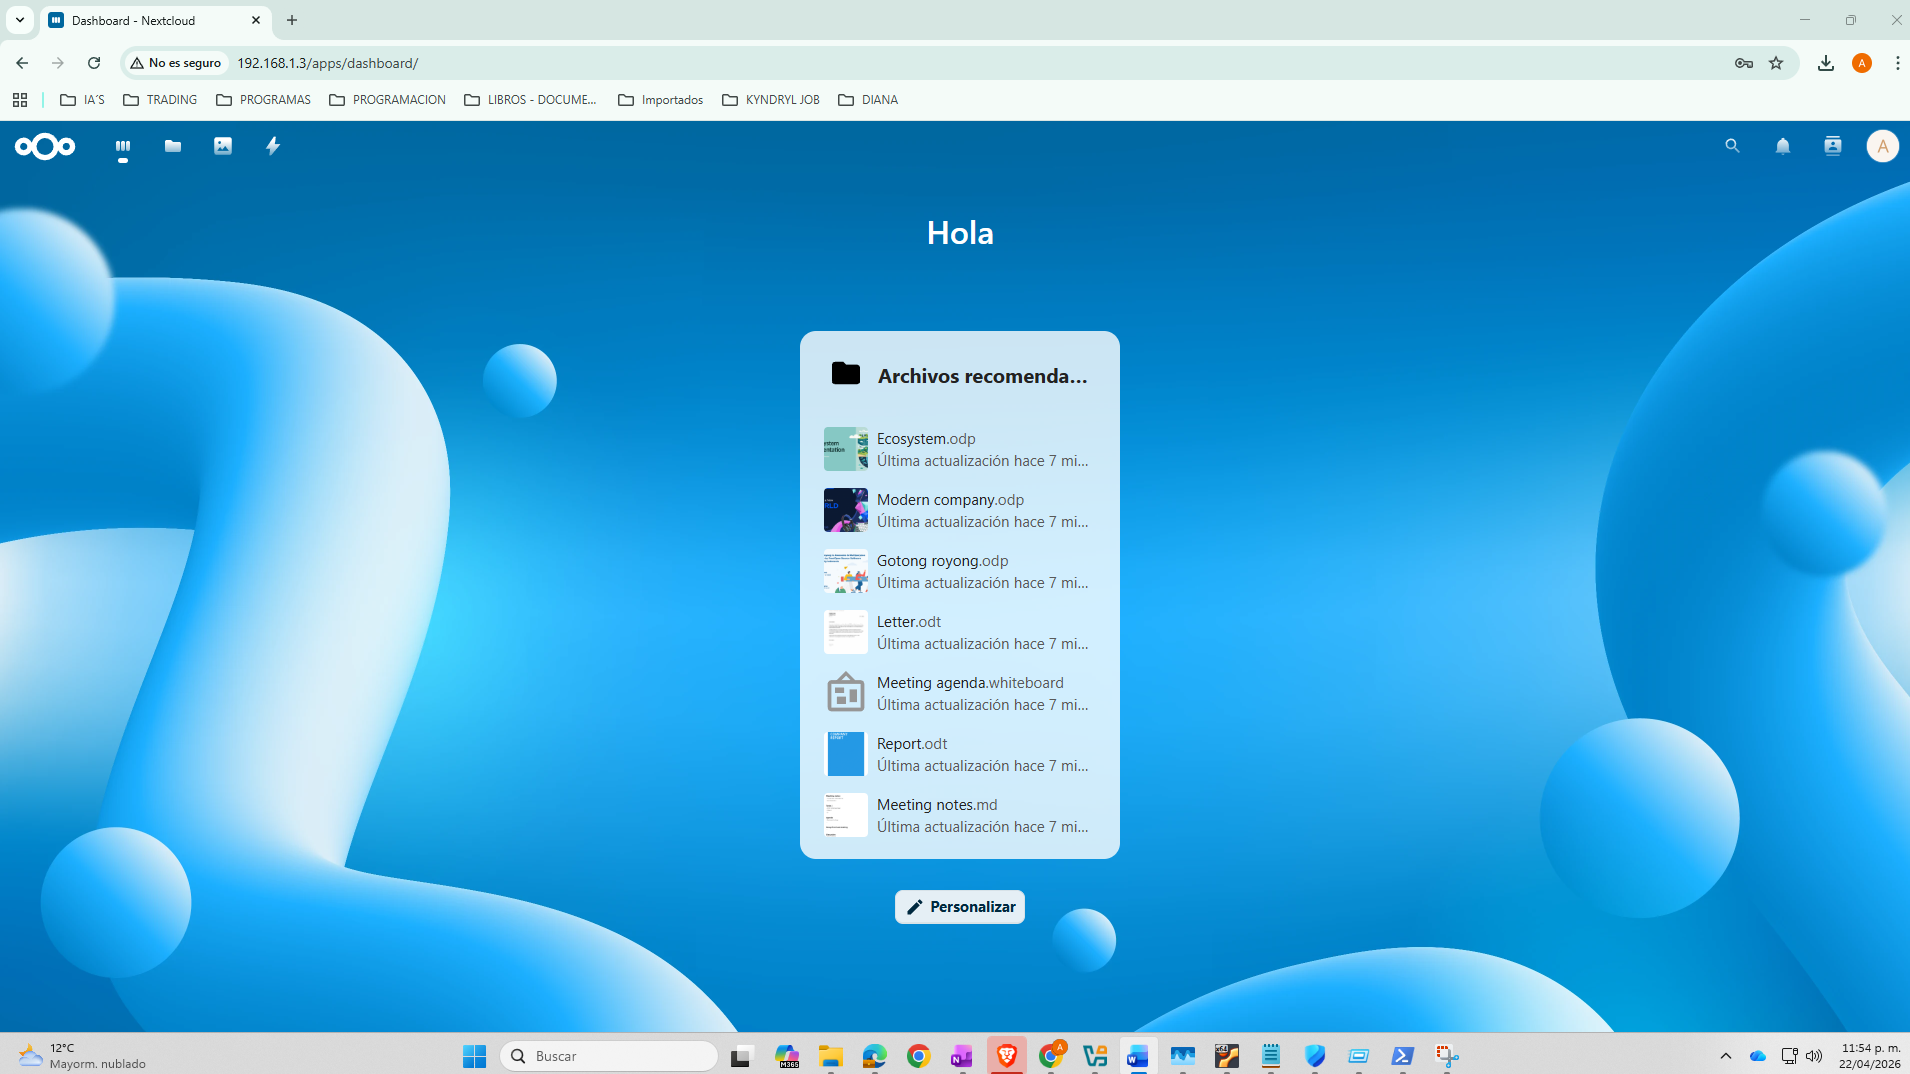 Dashboard - Nextcloud
No es seguro
192.168.1.3/apps/dashboard/
A
IA´S
TRADING
PROGRAMAS
PROGRAMACION
LIBROS - DOCUME...
Importados
KYNDRYL JOB
DIANA
A
Hola
Archivos recomenda...
Ecosystem.odp
Última actualización hace 7 mi...
Modern company.odp
Última actualización hace 7 mi...
Gotong royong.odp
Última actualización hace 7 mi...
Letter.odt
Última actualización hace 7 mi...
Meeting agenda.whiteboard
Última actualización hace 7 mi...
Report.odt
Última actualización hace 7 mi...
Meeting notes.md
Última actualización hace 7 mi...
Personalizar
12°C
Mayorm. nublado
Buscar
M365
A
x64
11:54 p. m.
22/04/2026